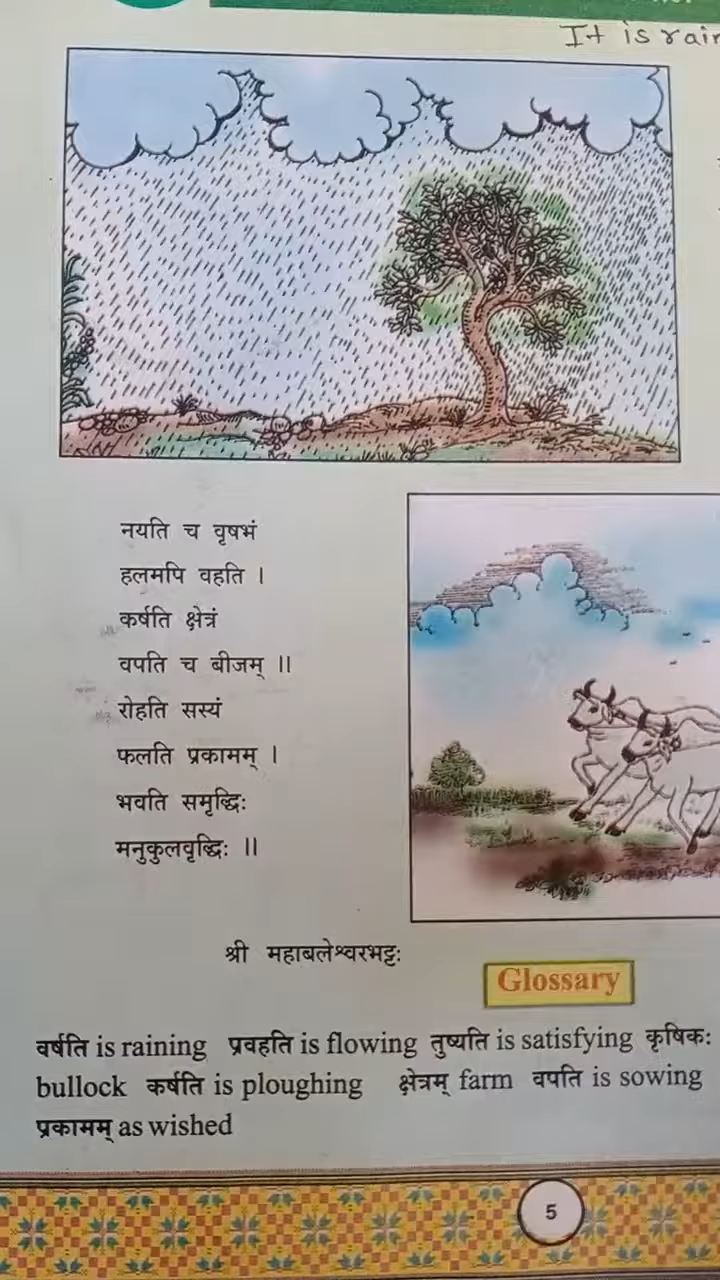 It is rain
नयति च वृषभं
हलमपि वहति ।
कर्षति क्षेत्रं
वपति च बीजम् ॥
रोहति सस्यं
फलति प्रकामम् ।
भवति समृद्धिः
मनुकुलवृद्धिः ॥
श्री महाबलेश्वरभट्टः
Glossary
वर्षति is raining प्रवहति is flowing तुष्यति is satisfying कृषिकः
bullock कर्षति is ploughing क्षेत्रम् farm वपति is sowing
प्रकामम् as wished
5